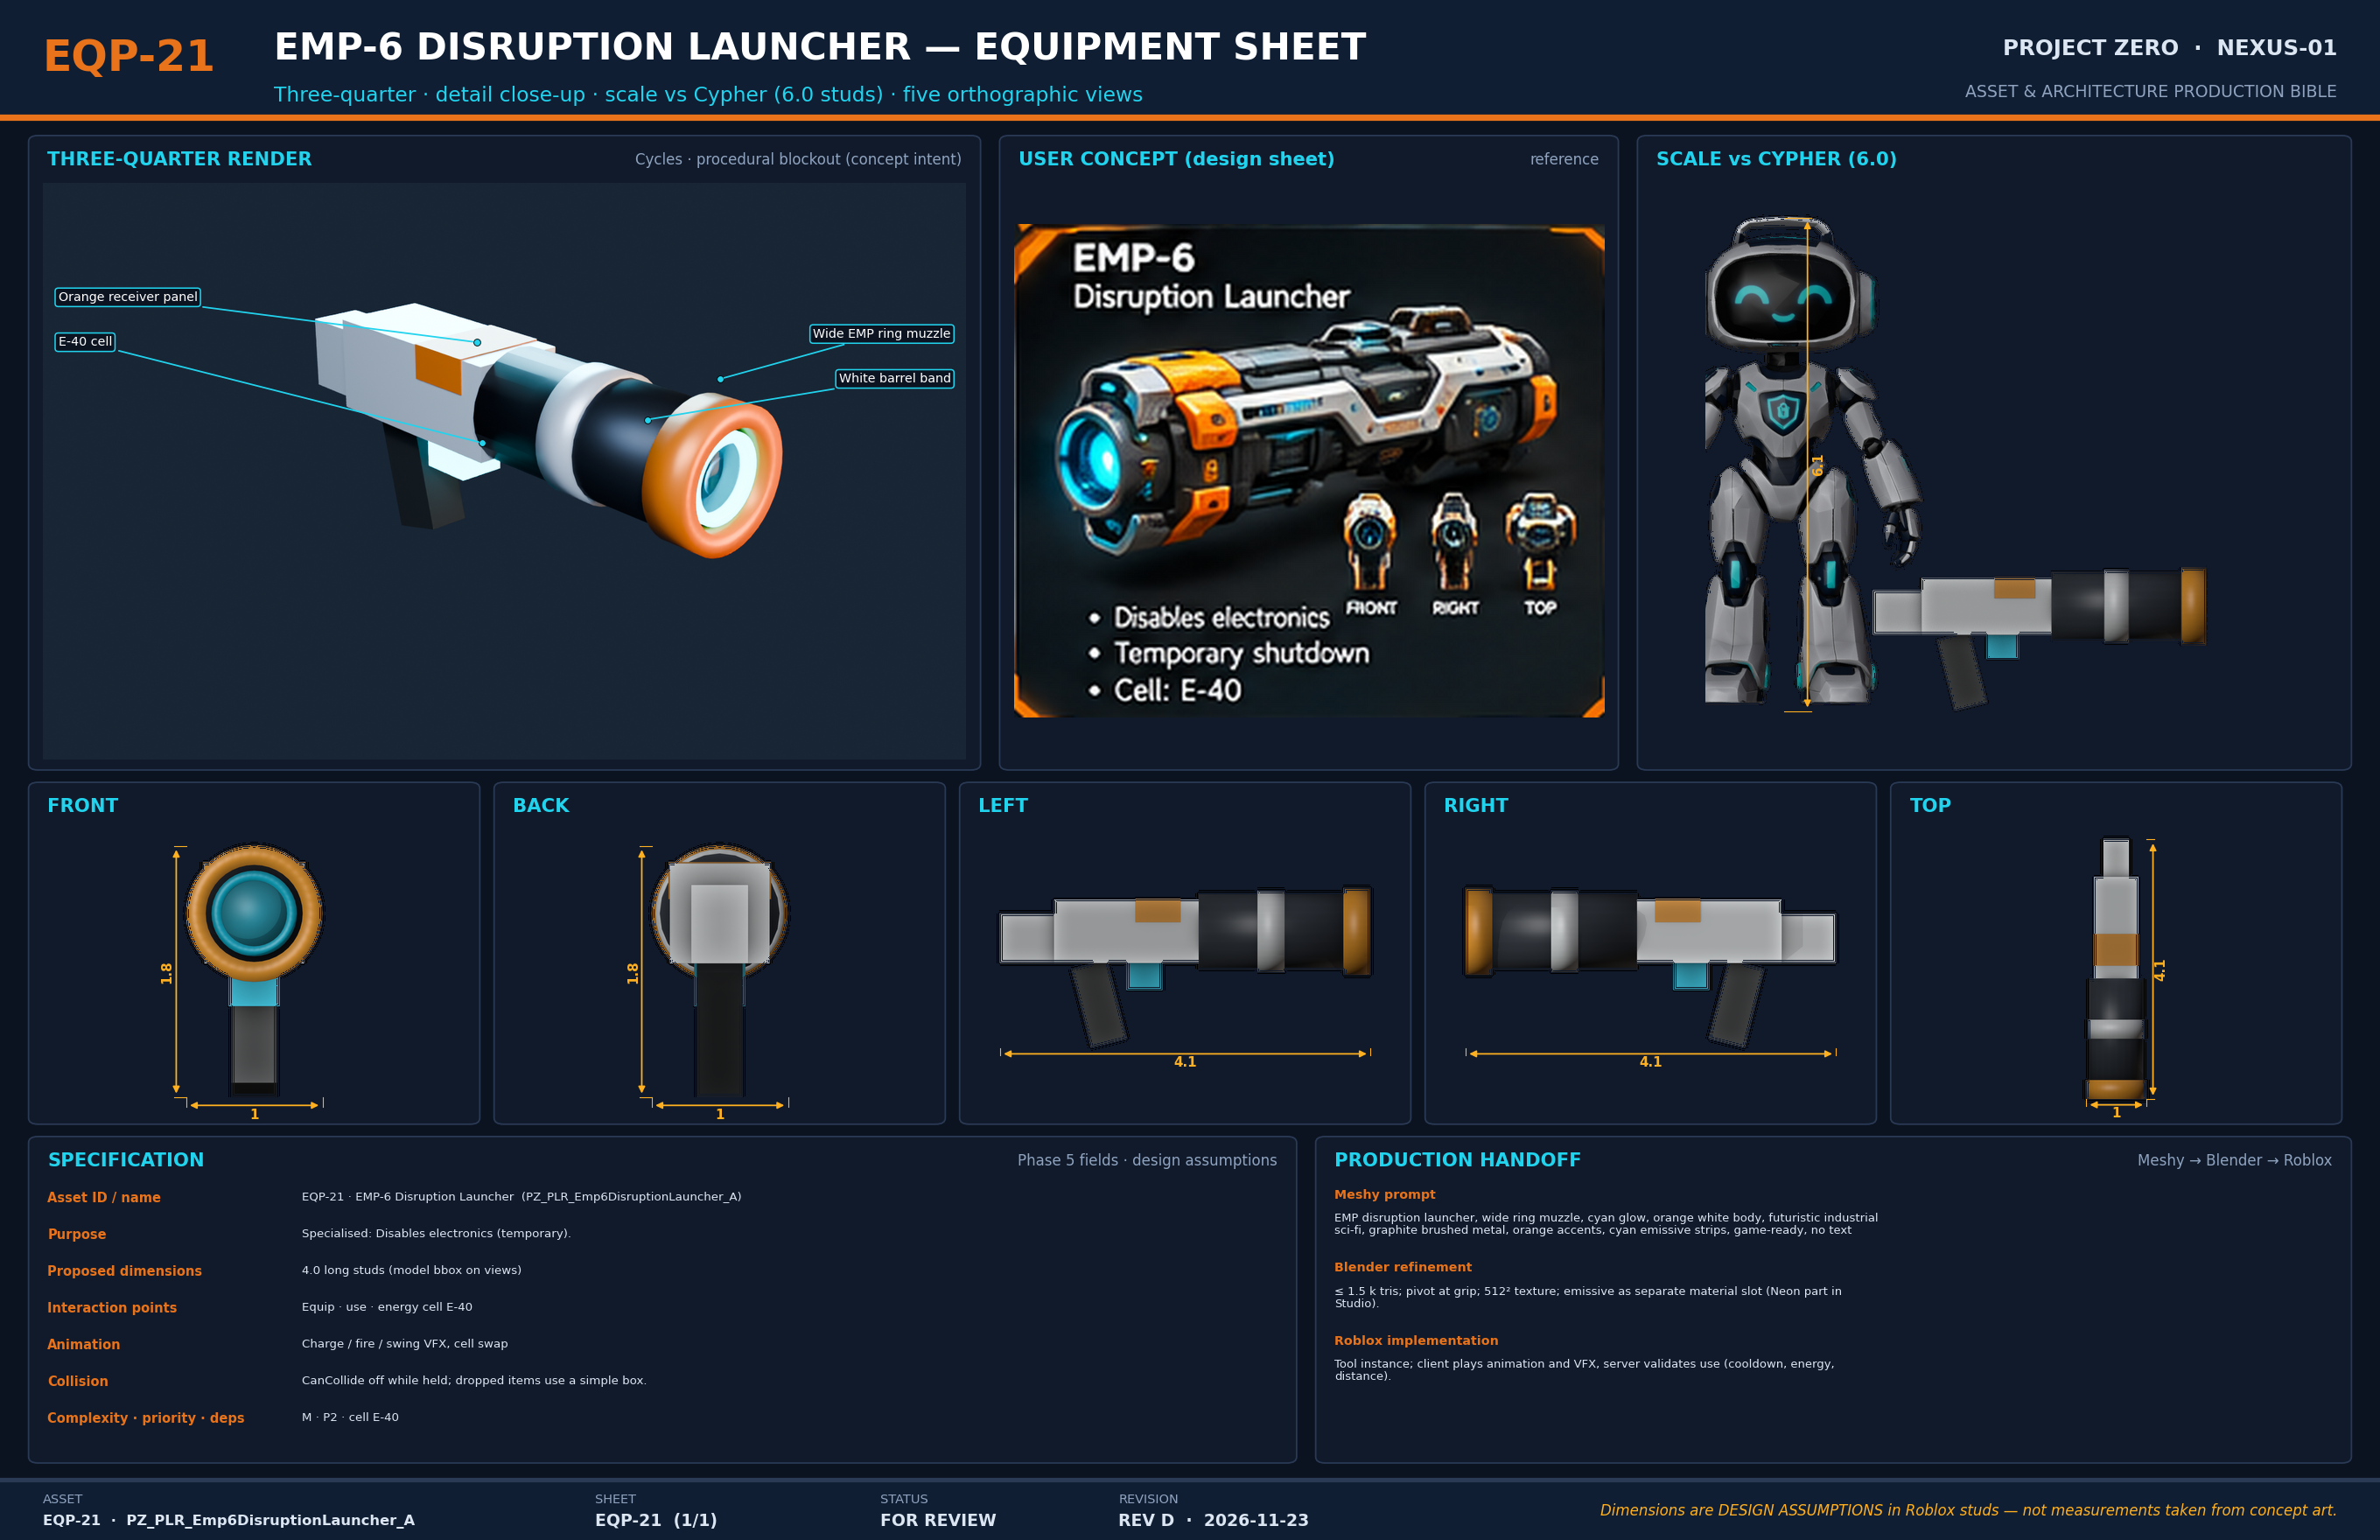 EQP-21
EMP-6 DISRUPTION LAUNCHER — EQUIPMENT SHEET
Three-quarter · detail close-up · scale vs Cypher (6.0 studs) · five orthographic views
PROJECT ZERO · NEXUS-01
ASSET & ARCHITECTURE PRODUCTION BIBLE
THREE-QUARTER RENDER
Cycles · procedural blockout (concept intent)
Orange receiver panel
E-40 cell
Wide EMP ring muzzle
White barrel band
USER CONCEPT (design sheet)
reference
EMP-6
Disruption Launcher
FRONT
RIGHT
TOP
• Disables electronics
• Temporary shutdown
• Cell: E-40
SCALE vs CYPHER (6.0)
6.1
FRONT
1.8
1
BACK
1.8
1
LEFT
4.1
RIGHT
4.1
TOP
4.1
1
SPECIFICATION
Phase 5 fields · design assumptions
Asset ID / name
EQP-21 · EMP-6 Disruption Launcher (PZ_PLR_Emp6DisruptionLauncher_A)
Purpose
Specialised: Disables electronics (temporary).
Proposed dimensions
4.0 long studs (model bbox on views)
Interaction points
Equip · use · energy cell E-40
Animation
Charge / fire / swing VFX, cell swap
Collision
CanCollide off while held; dropped items use a simple box.
Complexity · priority · deps
M · P2 · cell E-40
PRODUCTION HANDOFF
Meshy → Blender → Roblox
Meshy prompt
EMP disruption launcher, wide ring muzzle, cyan glow, orange white body, futuristic industrial
sci-fi, graphite brushed metal, orange accents, cyan emissive strips, game-ready, no text
Blender refinement
≤ 1.5 k tris; pivot at grip; 512² texture; emissive as separate material slot (Neon part in
Studio).
Roblox implementation
Tool instance; client plays animation and VFX, server validates use (cooldown, energy,
distance).
ASSET
EQP-21 · PZ_PLR_Emp6DisruptionLauncher_A
SHEET
EQP-21 (1/1)
STATUS
FOR REVIEW
REVISION
REV D · 2026-11-23
Dimensions are DESIGN ASSUMPTIONS in Roblox studs — not measurements taken from concept art.